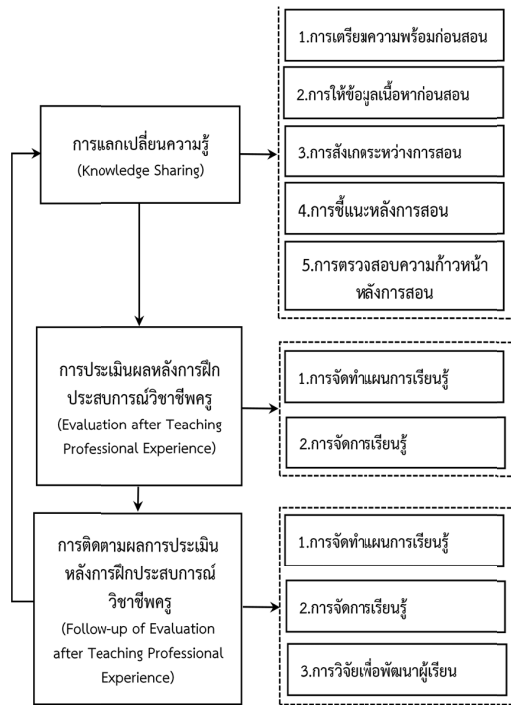 1.การเตรียมความพร้อมก่อนสอน
2.การให้ข้อมูลเนื้อหาก่อนสอน
การแลกเปลี่ยนความรู้
(Knowledge Sharing)
3.การสังเกตระหว่างการสอน
4.การชี้แนะหลังการสอน
5.การตรวจสอบความก้าวหน้า
หลังการสอน
การประเมินผลหลังการฝึก
ประสบการณ์วิชาชีพครู
(Evaluation after Teaching
Professional Experience)
1.การจัดทำแผนการเรียนรู้
2.การจัดการเรียนรู้
การติดตามผลการประเมิน
หลังการฝึกประสบการณ์
วิชาชีพครู
(Follow-up of Evaluation
after Teaching Professional
Experience)
1.การจัดทำแผนการเรียนรู้
2.การจัดการเรียนรู้
3.การวิจัยเพื่อพัฒนาผู้เรียน